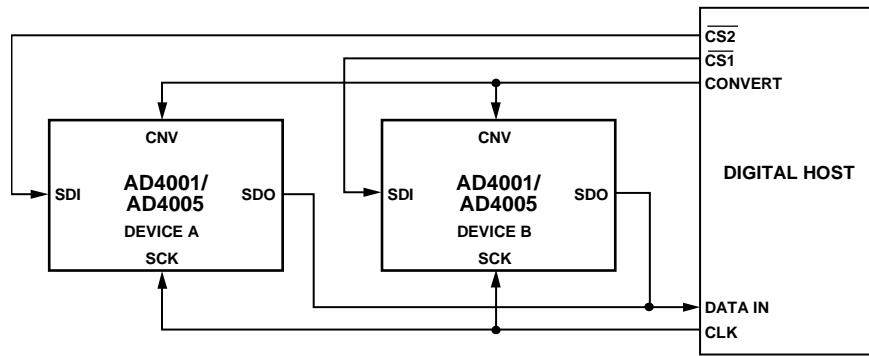 CS2
CS1
CONVERT
CNV
CNV
AD4001/
AD4005
SDI
SDO
DEVICE A
SCK
AD4001/
AD4005
SDI
SDO
DEVICE B
SCK
DIGITAL HOST
DATA IN
CLK